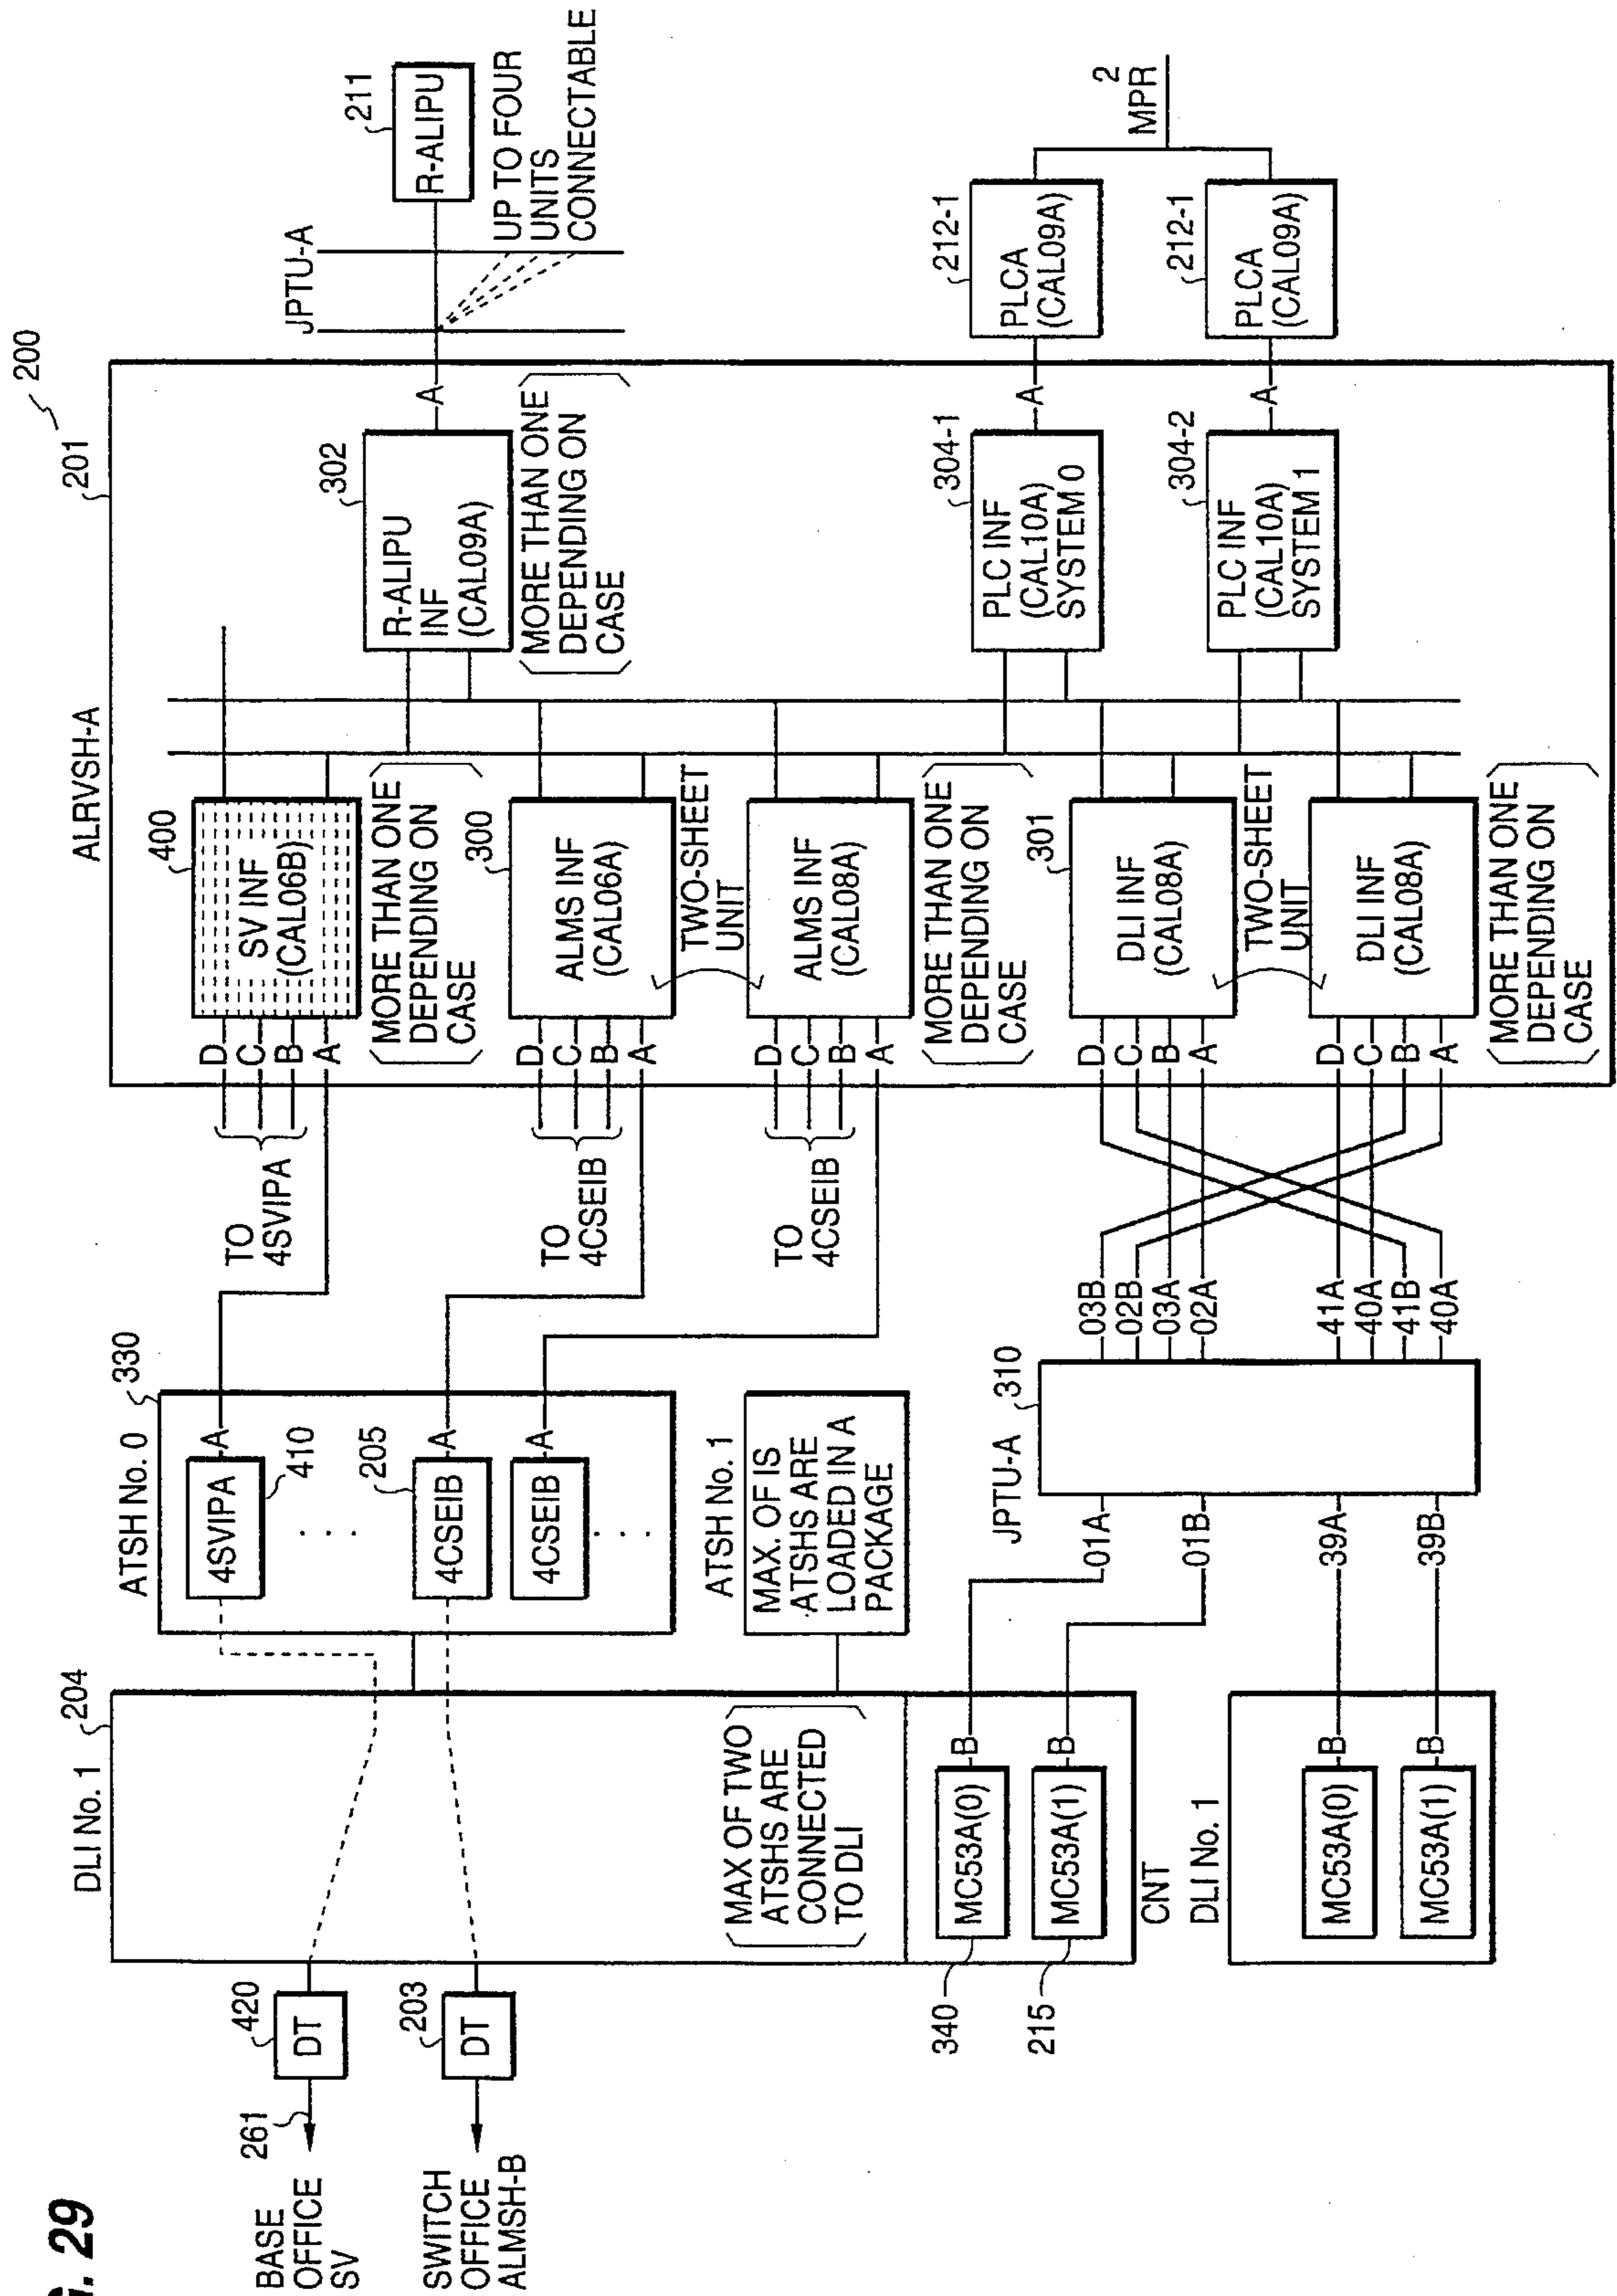 G. 29
200
ALRVSH-A
201
400
SV INF
(CAL06B)
MORE THAN ONE
DEPENDING ON
CASE
D
C
B
A
TO
4SVIPA
300
ALMS INF
(CAL06A)
D
C
B
A
TO
4CSEIB
TWO-SHEET
UNIT
ALMS INF
(CAL08A)
D
C
B
A
TO
4CSEIB
MORE THAN ONE
DEPENDING ON
CASE
301
DLI INF
(CAL08A)
D
C
B
A
TWO-SHEET
UNIT
DLI INF
(CAL08A)
D
C
B
A
MORE THAN ONE
DEPENDING ON
CASE
302
R-ALIPU
INF
(CAL09A)
A
MORE THAN ONE
DEPENDING ON
CASE
JPTU-A
211
R-ALIPU
UP TO FOUR
UNITS
CONNECTABLE
304-1
PLC INF
(CAL10A)
SYSTEM 0
A
212-1
PLCA
(CAL09A)
304-2
PLC INF
(CAL10A)
SYSTEM 1
A
212-1
PLCA
(CAL09A)
2
MPR
ATSH No. 0
330
4SVIPA
A
410
205
4CSEIB
A
4CSEIB
A
ATSH No. 1
MAX. OF IS
ATSHS ARE
LOADED IN A
PACKAGE
JPTU-A
310
03B
02B
03A
02A
41A
40A
41B
40A
01A
01B
39A
39B
DLI No. 1
204
MAX OF TWO
ATSHS ARE
CONNECTED
TO DLI
MC53A(0)
B
340
MC53A(1)
B
215
CNT
DLI No. 1
MC53A(0)
B
MC53A(1)
B
420
DT
261
BASE
OFFICE
SV
203
DT
SWITCH
OFFICE
ALMSH-B